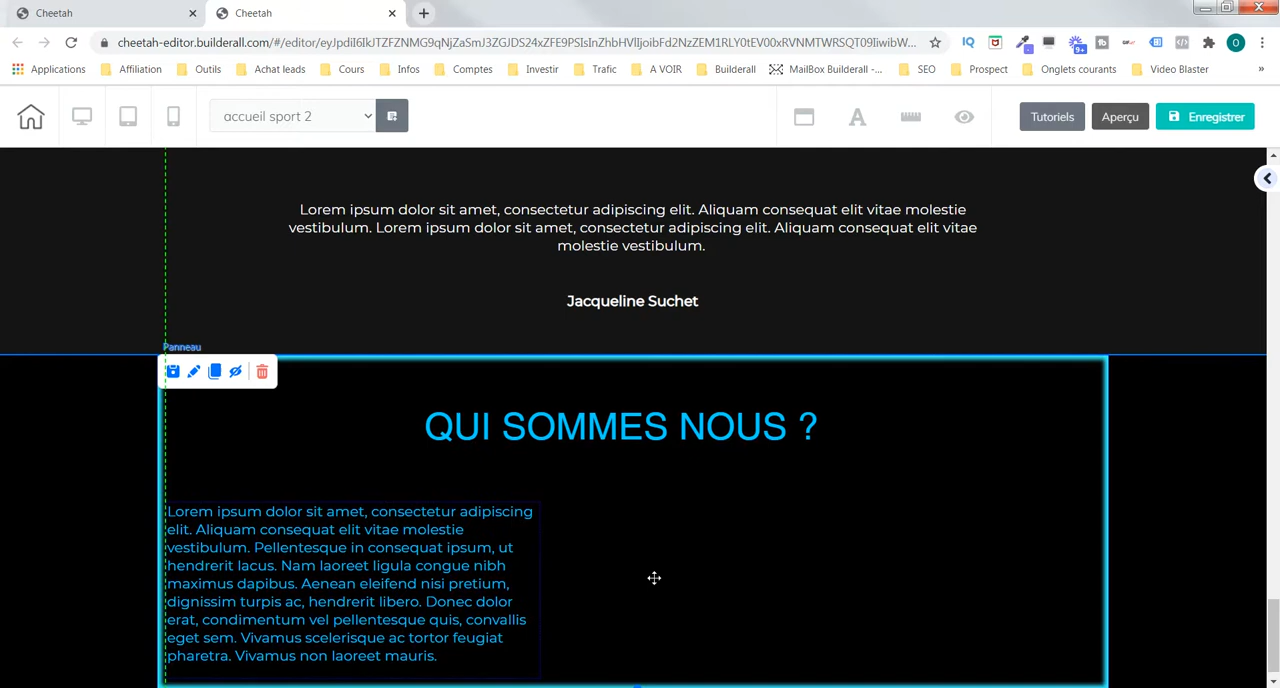 Cheetah
Cheetah
cheetah-editor.builderall.com/#/editor/
Applications
Affiliation
Outils
Achat leads
Cours
Infos
Comptes
Investir
Trafic
A VOIR
Builderall
MailBox Builderall -...
SEO
Prospect
Onglets courants
Video Blaster
»
accueil sport 2
Tutoriels
Aperçu
Enregistrer
Lorem ipsum dolor sit amet, consectetur adipiscing elit. Aliquam consequat elit vitae molestie
vestibulum. Lorem ipsum dolor sit amet, consectetur adipiscing elit. Aliquam consequat elit vitae
molestie vestibulum.
Jacqueline Suchet
Panneau
QUI SOMMES NOUS ?
Lorem ipsum dolor sit amet, consectetur adipiscing
elit. Aliquam consequat elit vitae molestie
vestibulum. Pellentesque in consequat ipsum, ut
hendrerit lacus. Nam laoreet ligula congue nibh
maximus dapibus. Aenean eleifend nisi pretium,
dignissim turpis ac, hendrerit libero. Donec dolor
erat, condimentum vel pellentesque quis, convallis
eget sem. Vivamus scelerisque ac tortor feugiat
pharetra. Vivamus non laoreet mauris.